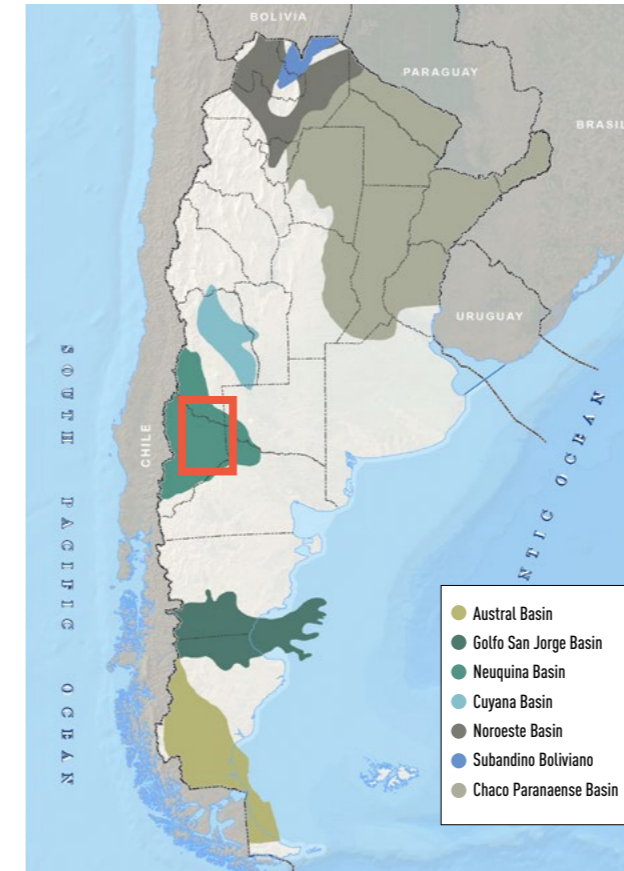 BOLIVIA
PARAGUAY
BRASIL
URUGUAY
CHILE
SOUTH PACIFIC OCEAN
NTIC OCEAN
Austral Basin
Golfo San Jorge Basin
Neuquina Basin
Cuyana Basin
Noroeste Basin
Subandino Boliviano
Chaco Paranaense Basin